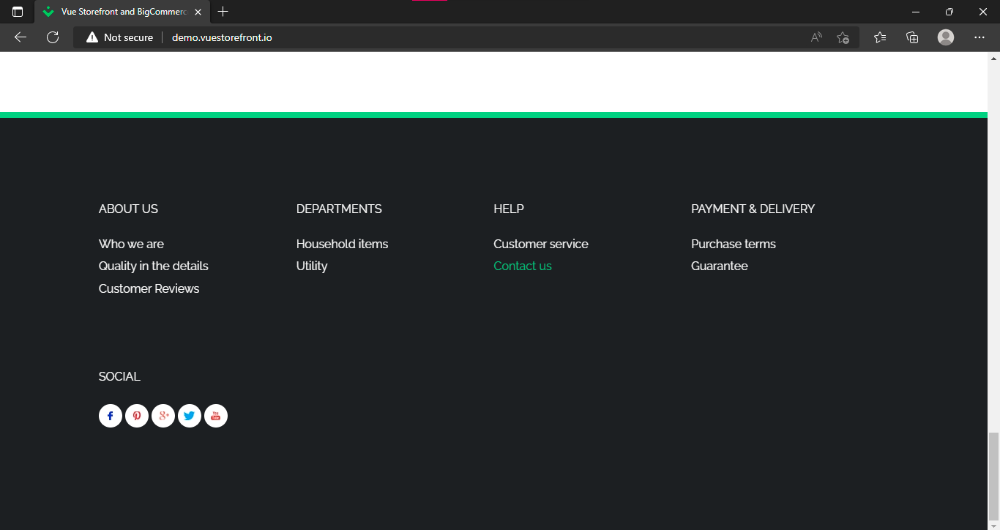 Vue Storefront and BigCommerc
Not secure
demo.vuestorefront.io
ABOUT US
Who we are
Quality in the details
Customer Reviews
DEPARTMENTS
Household items
Utility
HELP
Customer service
Contact us
PAYMENT & DELIVERY
Purchase terms
Guarantee
SOCIAL